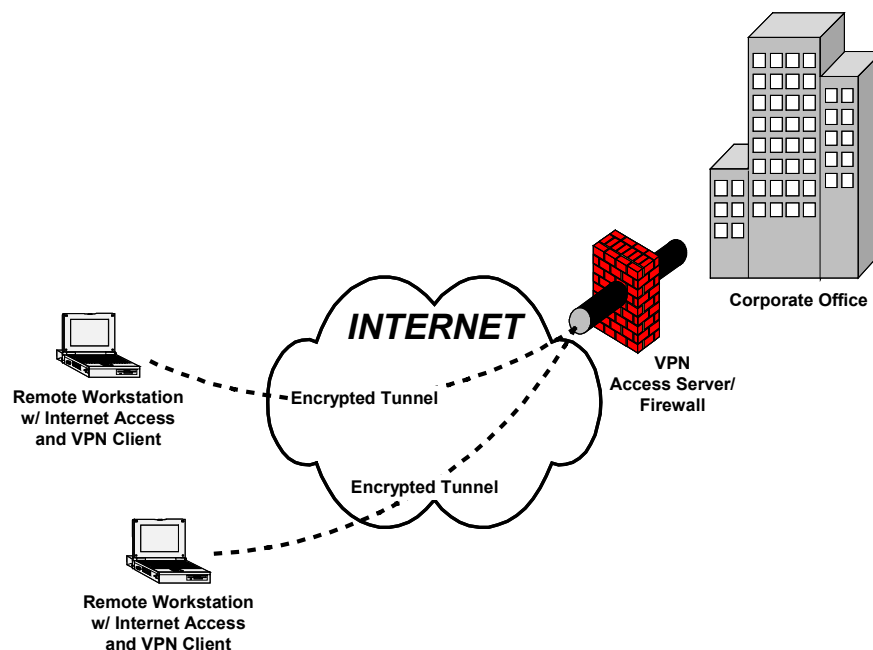 Corporate Office
INTERNET
VPN
Access Server/
Firewall
Encrypted Tunnel
Remote Workstation
w/ Internet Access
and VPN Client
Encrypted Tunnel
Remote Workstation
w/ Internet Access
and VPN Client